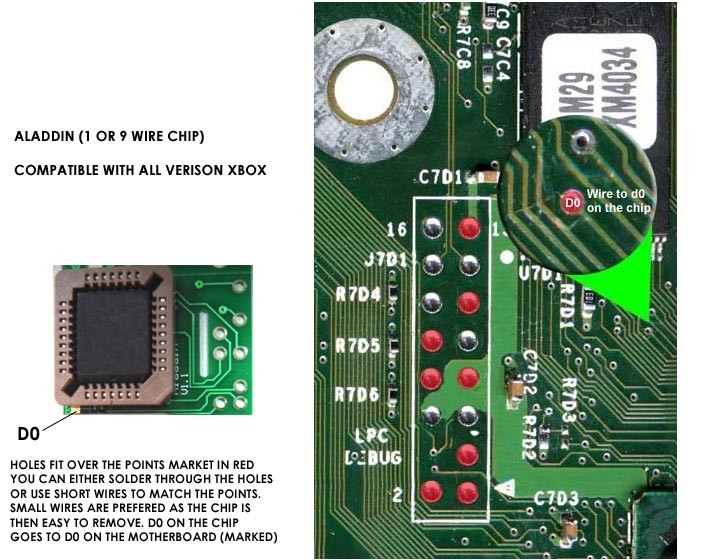 ALADDIN (1 OR 9 WIRE CHIP)
COMPATIBLE WITH ALL VERISON XBOX
D0
HOLES FIT OVER THE POINTS MARKET IN RED
YOU CAN EITHER SOLDER THROUGH THE HOLES
OR USE SHORT WIRES TO MATCH THE POINTS.
SMALL WIRES ARE PREFERED AS THE CHIP IS
THEN EASY TO REMOVE. D0 ON THE CHIP
GOES TO D0 ON THE MOTHERBOARD (MARKED)
V1.1
R7C8
C7C4
M29
XM4034
C7D1
D0
Wire to d0
on the chip
16
J7D1
U7D1
R7D4
R7D1
R7D5
C7D2
R7D6
R7D3
R7D2
LPC
DEBUG
2
C7D3